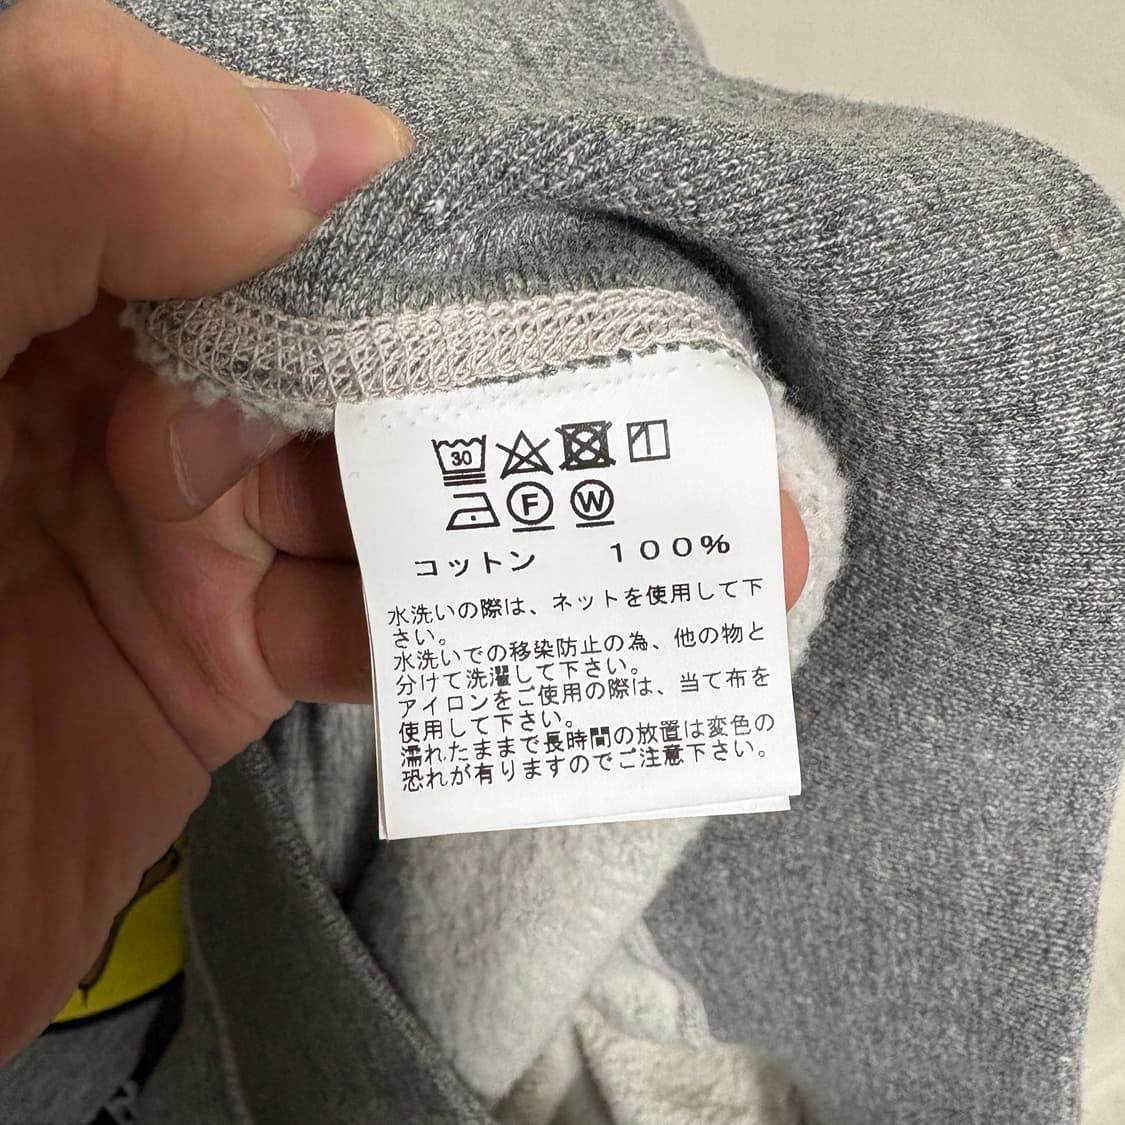 30
F W
コットン 100%
水洗いの際は、ネットを使用して下
さい。
水洗いでの移染防止の為、他の物と
分けて洗濯して下さい。
アイロンをご使用の際は、当て布を
使用して下さい。
濡れたままで長時間の放置は変色の
恐れが有りますのでご注意下さい。